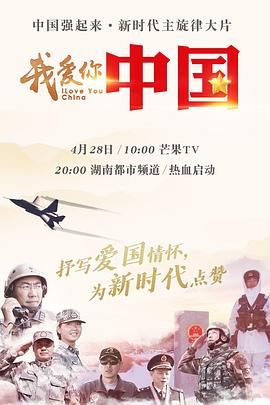 中国强起来·新时代主旋律大片
我爱你
ILove You
China
中国
4月28日/10:00 芒果TV
20:00 湖南都市频道/热血启动
抒写爱国情怀,
为新时代点赞